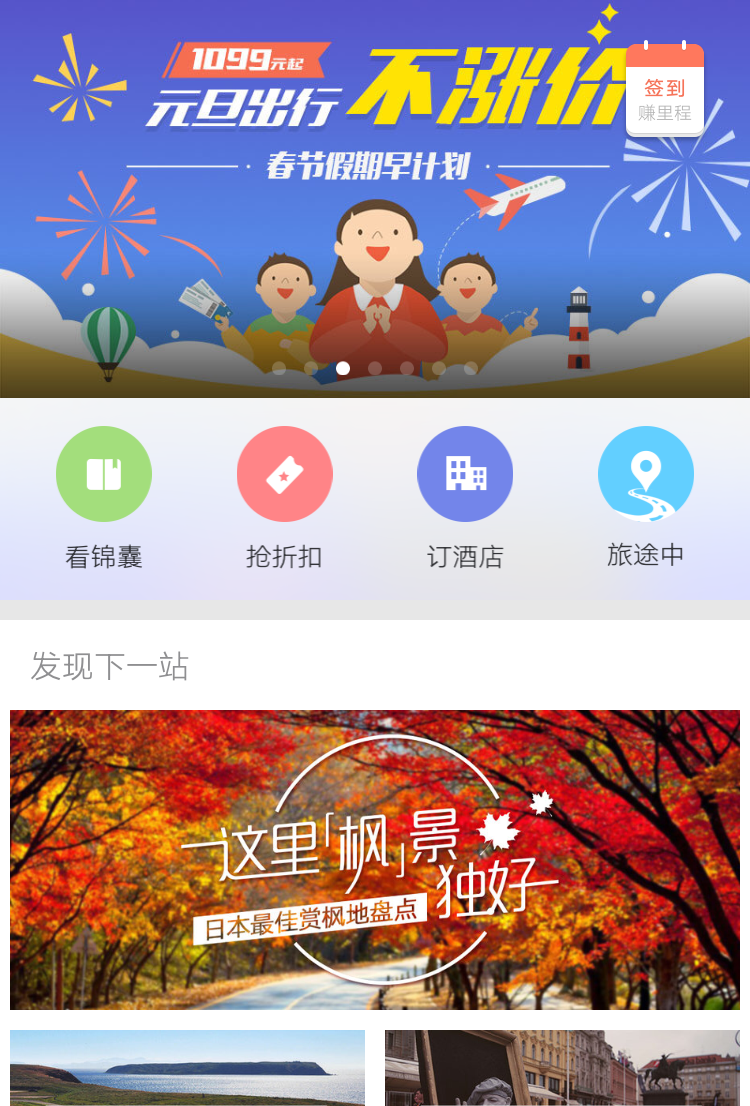 1099元起
元旦出行 不涨价
签到
赚里程
春节假期早计划
看锦囊
抢折扣
订酒店
旅途中
发现下一站
这里「枫」景
独好
日本最佳赏枫地盘点